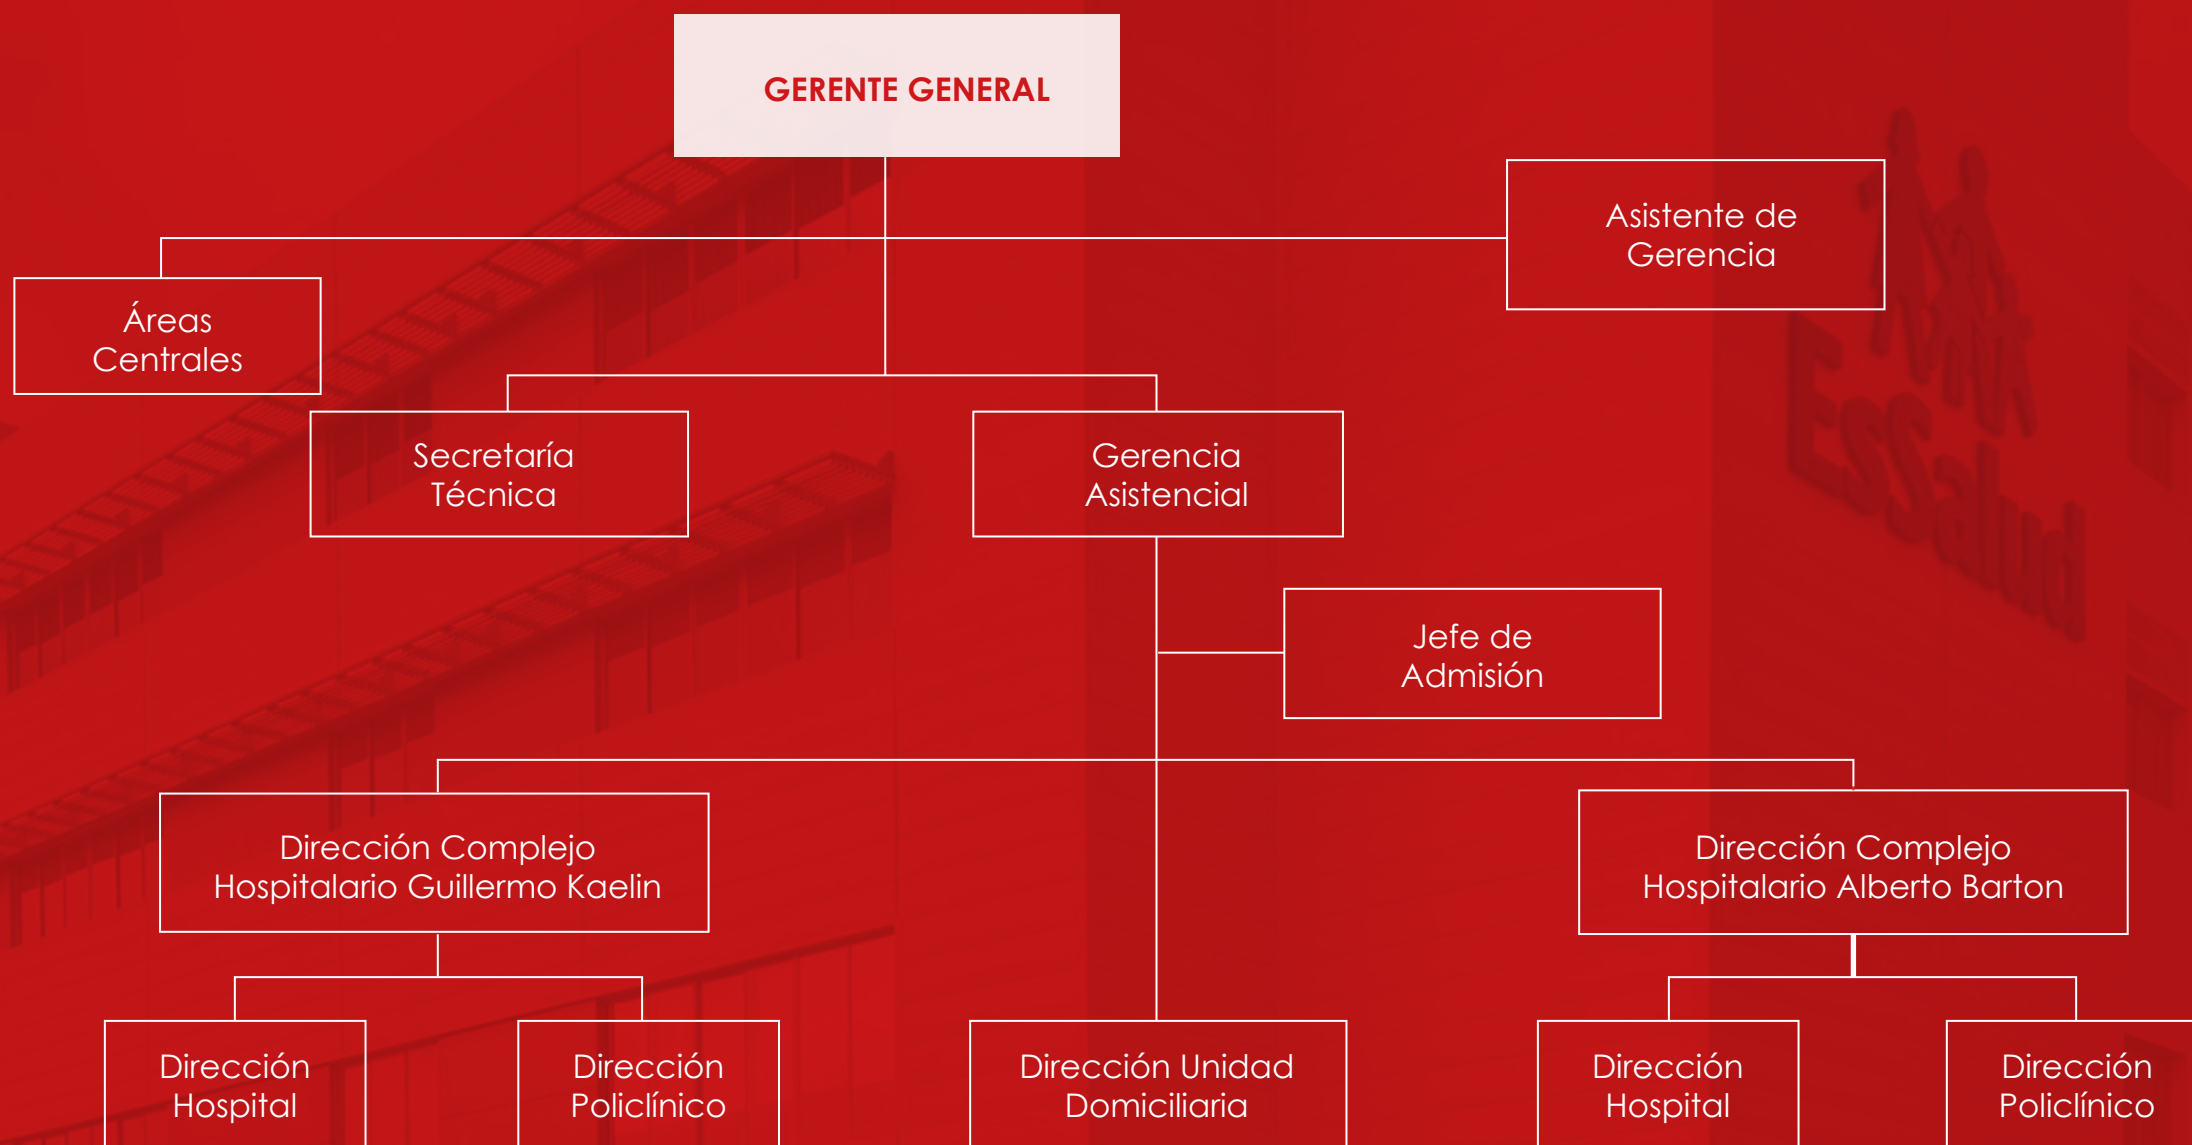 GERENTE GENERAL
Asistente de
Gerencia
Áreas
Centrales
Secretaría
Técnica
Gerencia
Asistencial
Jefe de
Admisión
Dirección Complejo
Hospitalario Guillermo Kaelin
Dirección Complejo
Hospitalario Alberto Barton
Dirección
Hospital
Dirección
Policlínico
Dirección Unidad
Domiciliaria
Dirección
Hospital
Dirección
Policlínico
EsSalud